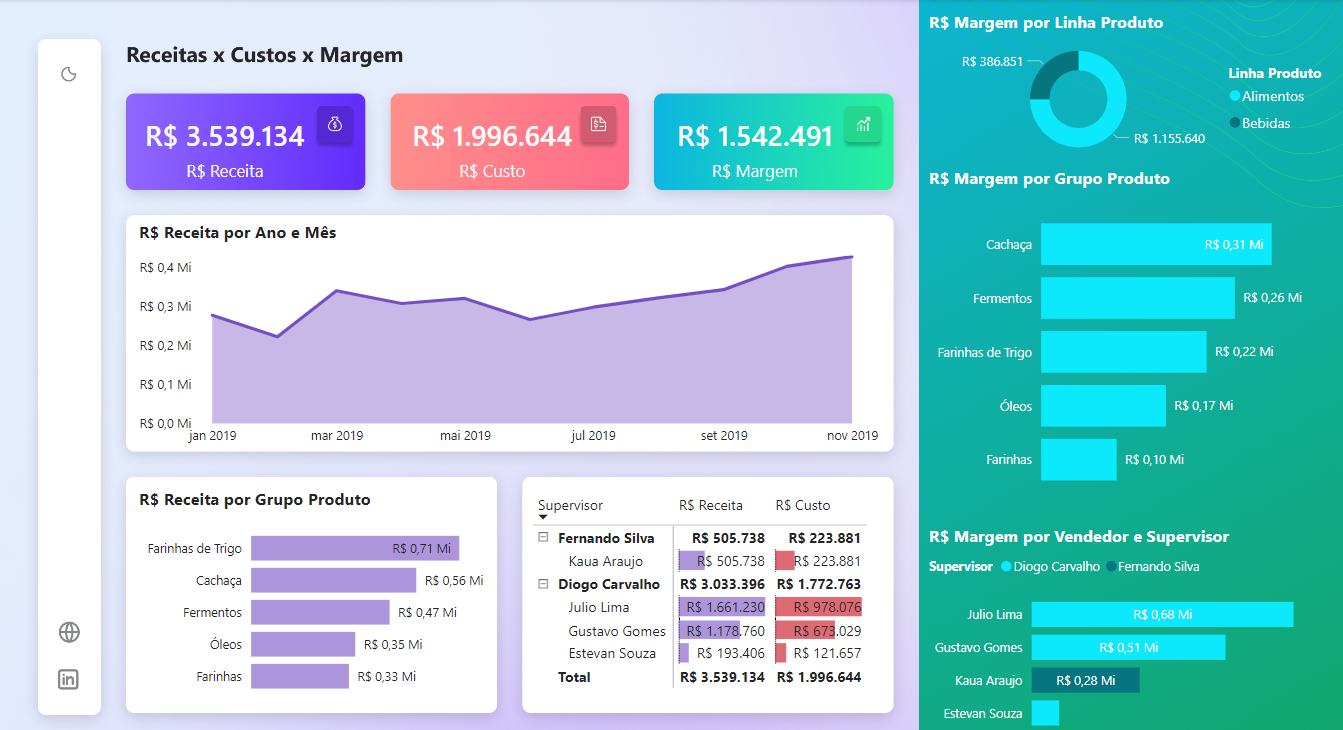 Receitas x Custos x Margem
R$ 3.539.134
R$ Receita
R$ 1.996.644
R$ Custo
R$ 1.542.491
R$ Margem
R$ Receita por Ano e Mês
R$ 0,4 Mi
R$ 0,3 Mi
R$ 0,2 Mi
R$ 0,1 Mi
R$ 0,0 Mi
jan 2019 mar 2019 mai 2019 jul 2019 set 2019 nov 2019
R$ Receita por Grupo Produto
Farinhas de Trigo R$ 0,71 Mi
Cachaça R$ 0,56 Mi
Fermentos R$ 0,47 Mi
Óleos R$ 0,35 Mi
Farinhas R$ 0,33 Mi
Supervisor R$ Receita R$ Custo
Fernando Silva R$ 505.738 R$ 223.881
Kaua Araujo R$ 505.738 R$ 223.881
Diogo Carvalho R$ 3.033.396 R$ 1.772.763
Julio Lima R$ 1.661.230 R$ 978.076
Gustavo Gomes R$ 1.178.760 R$ 673.029
Estevan Souza R$ 193.406 R$ 121.657
Total R$ 3.539.134 R$ 1.996.644
in
R$ Margem por Linha Produto
R$ 386.851
R$ 1.155.640
Linha Produto
Alimentos
Bebidas
R$ Margem por Grupo Produto
Cachaça R$ 0,31 Mi
Fermentos R$ 0,26 Mi
Farinhas de Trigo R$ 0,22 Mi
Óleos R$ 0,17 Mi
Farinhas R$ 0,10 Mi
R$ Margem por Vendedor e Supervisor
Supervisor Diogo Carvalho Fernando Silva
Julio Lima R$ 0,68 Mi
Gustavo Gomes R$ 0,51 Mi
Kaua Araujo R$ 0,28 Mi
Estevan Souza